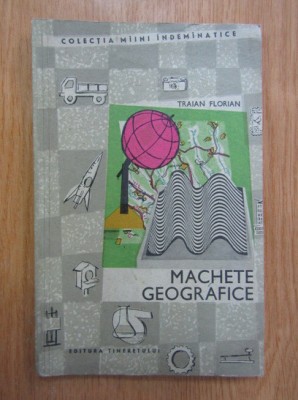 COLECȚIA MÎINI ÎNDEMÎNATICE
TRAIAN FLORIAN
MACHETE
GEOGRAFICE
EDITURA TINERETULUI